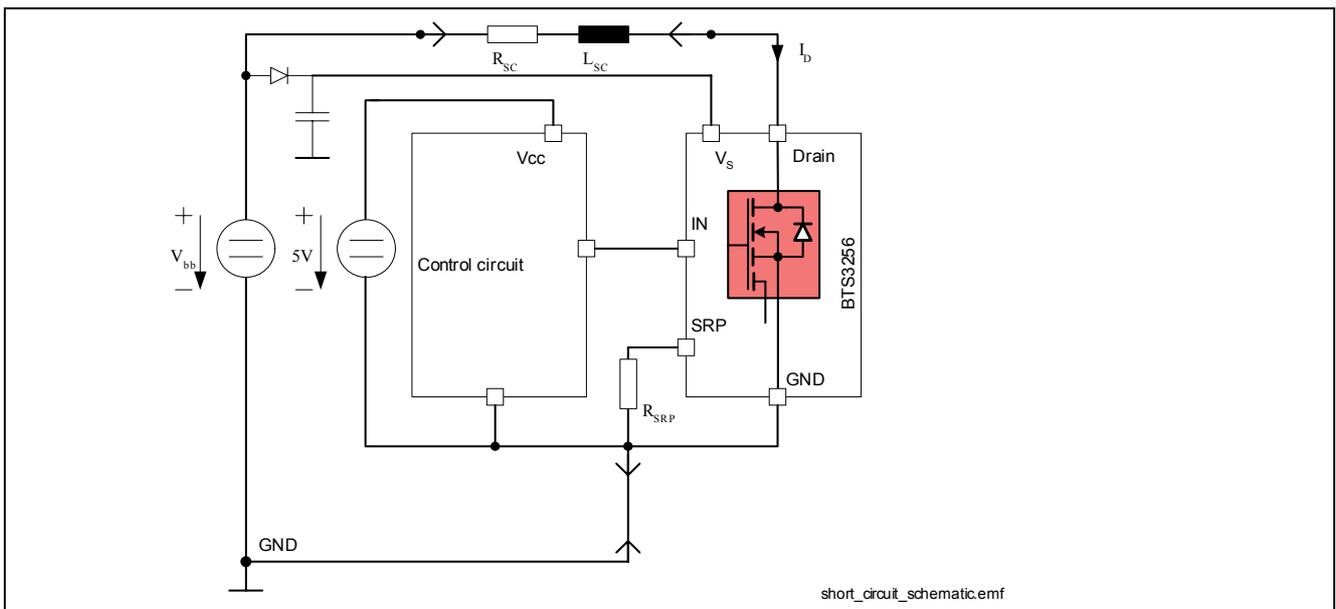 I_D
R_SC
L_SC
Vcc
V_S
Drain
+
+
IN
V_bb
5V
Control circuit
BTS3256
−
−
SRP
GND
R_SRP
GND
short_circuit_schematic.emf